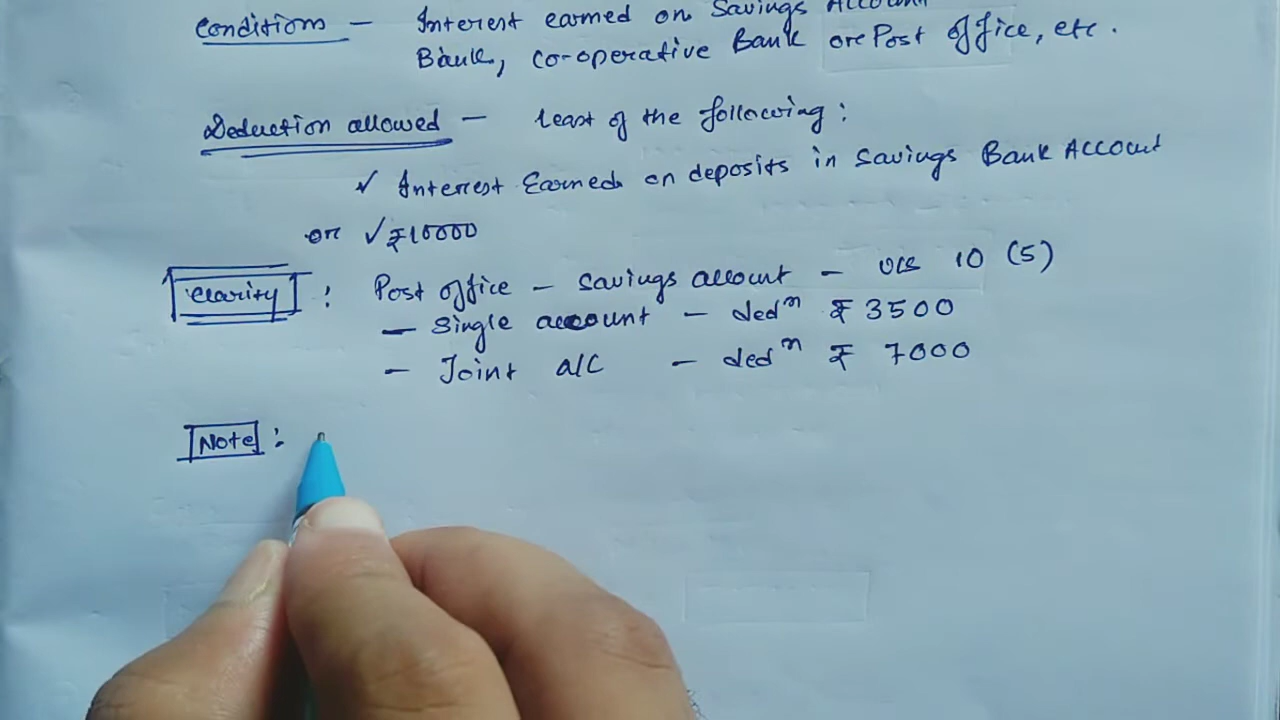 Conditions – Interest earned on Savings Account
Bank, co-operative Bank or Post office, etc.
Deduction allowed – least of the following:
✓ Interest Earned on deposits in Savings Bank Account
or ✓ ₹10000
Clarity : Post office – Savings account – u/s 10 (5)
– Single account – dedⁿ ₹ 3500
– Joint a/c – dedⁿ ₹ 7000
Note :